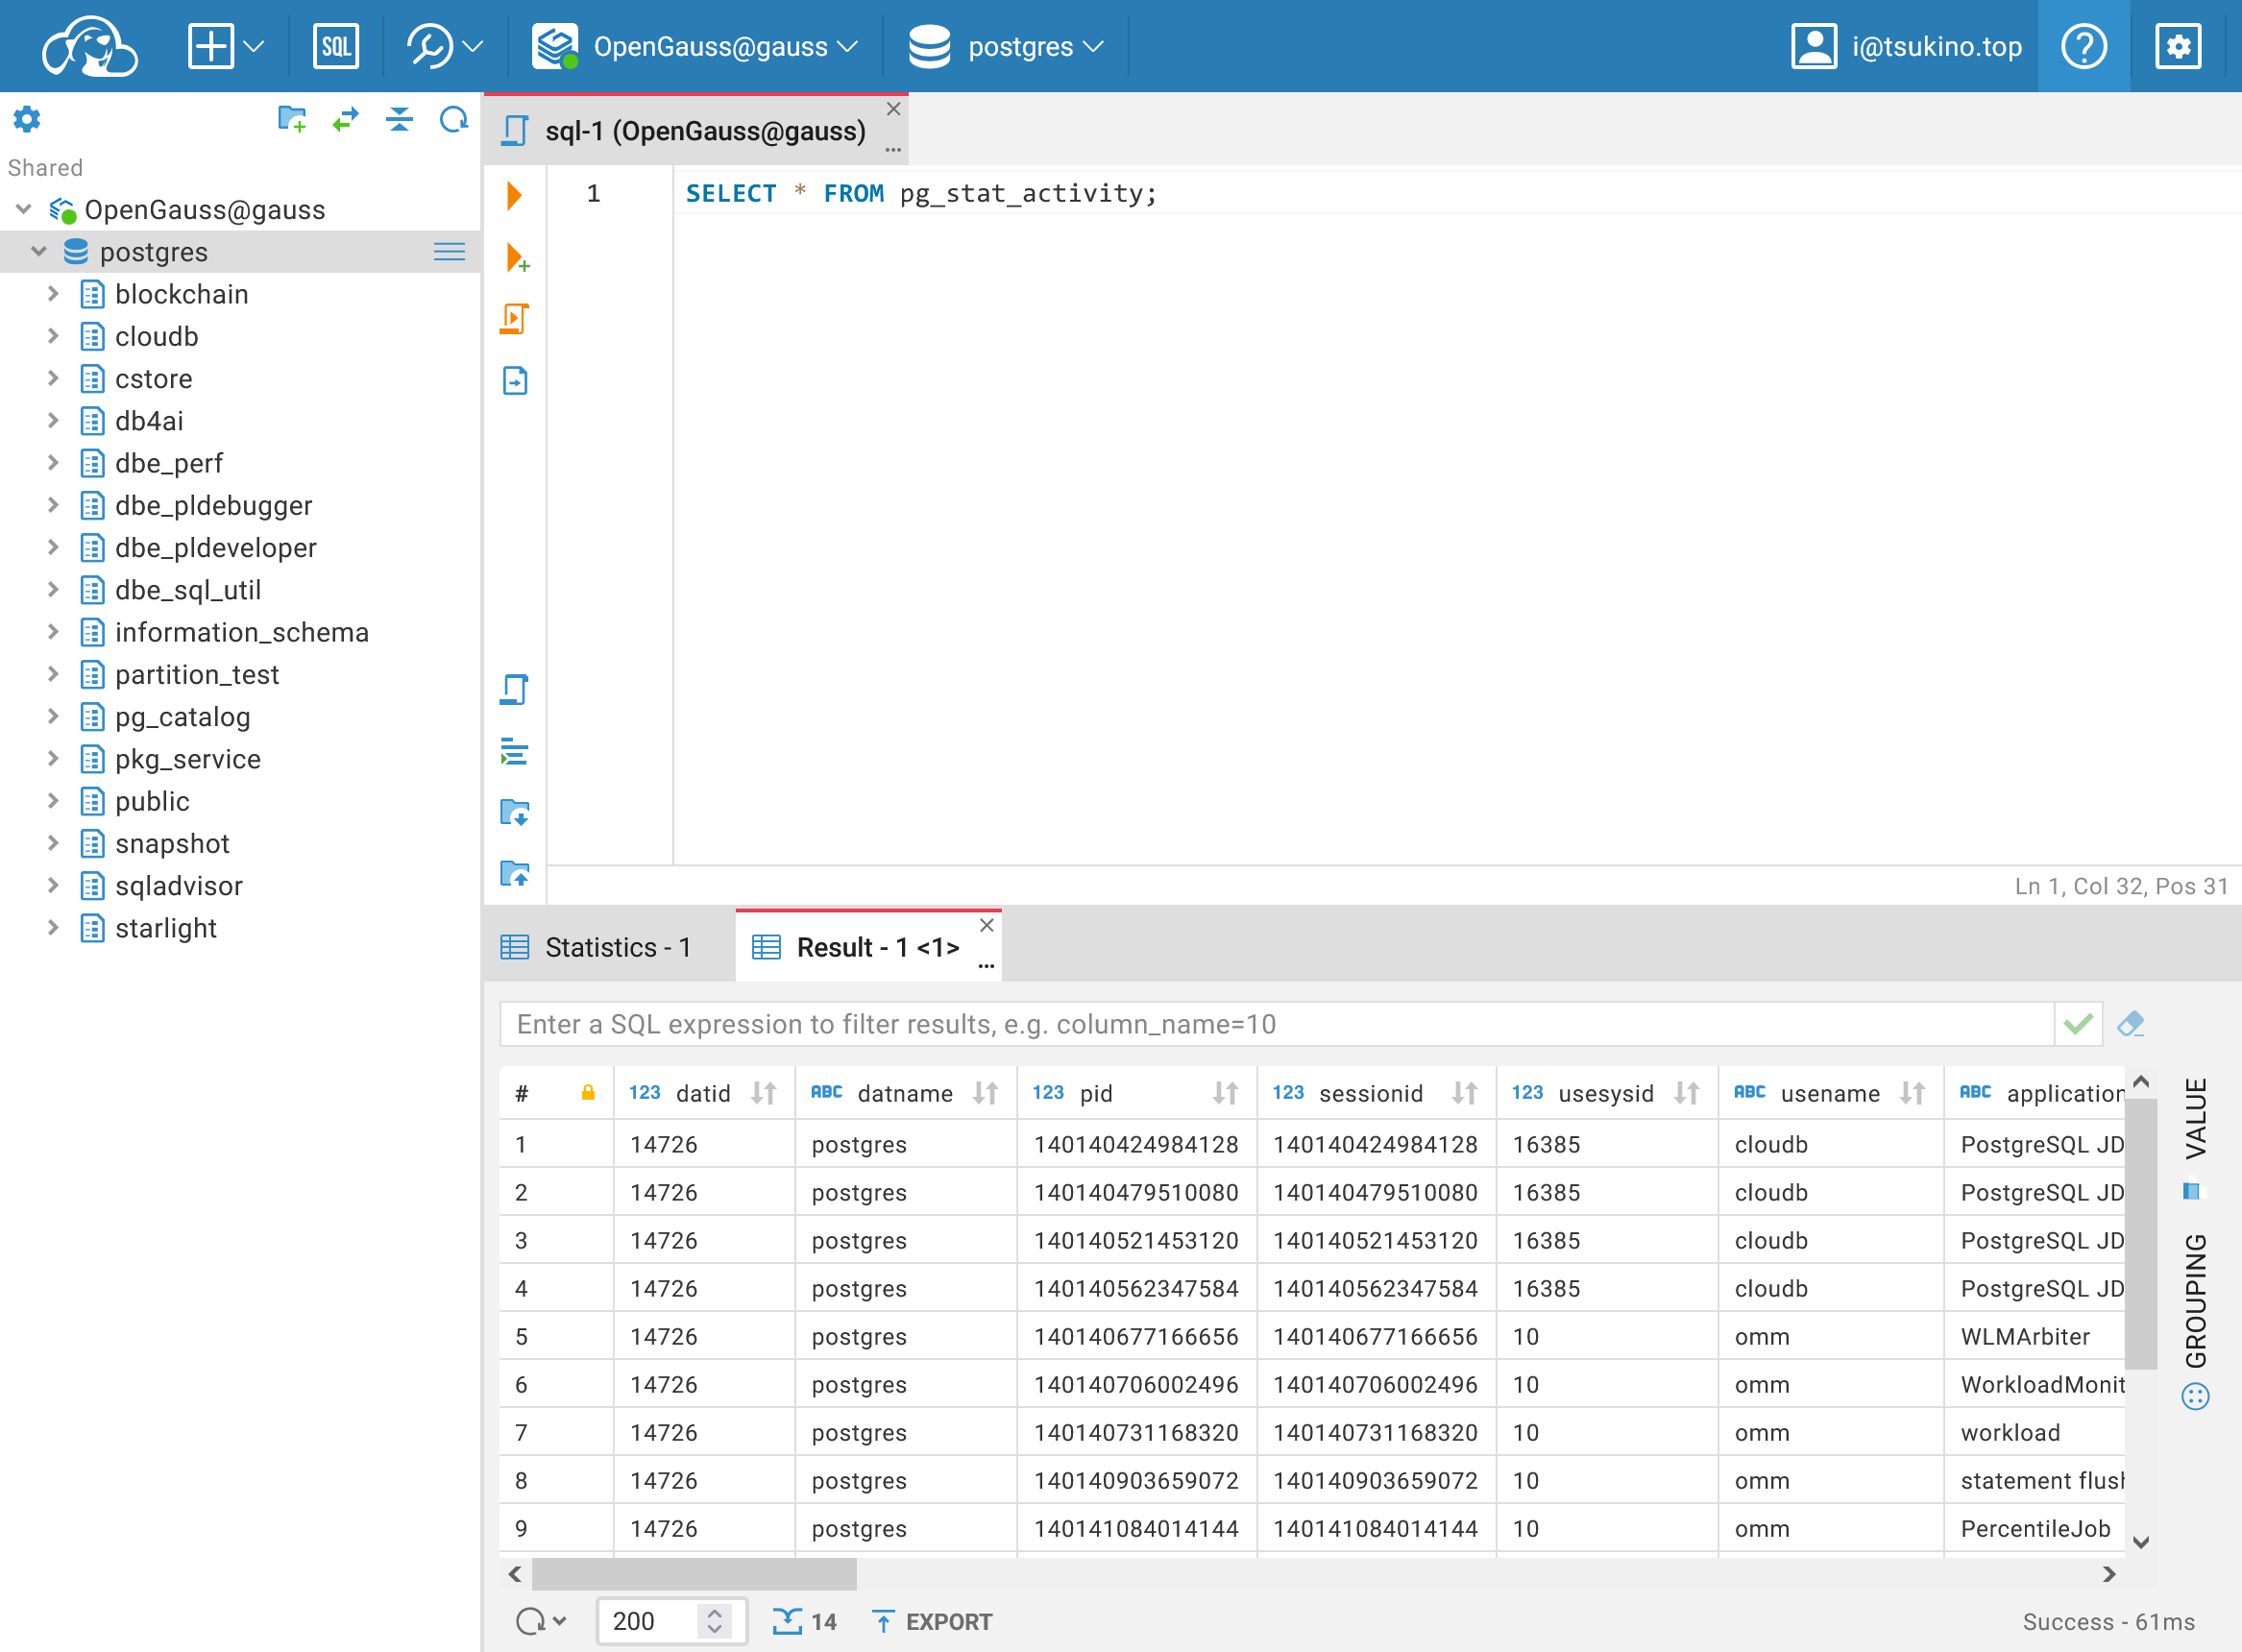 SQL
OpenGauss@gauss
postgres
i@tsukino.top
Shared
OpenGauss@gauss
postgres
blockchain
cloudb
cstore
db4ai
dbe_perf
dbe_pldebugger
dbe_pldeveloper
dbe_sql_util
information_schema
partition_test
pg_catalog
pkg_service
public
snapshot
sqladvisor
starlight
sql-1 (OpenGauss@gauss)
1 SELECT * FROM pg_stat_activity;
Ln 1, Col 32, Pos 31
Statistics - 1
Result - 1 <1>
Enter a SQL expression to filter results, e.g. column_name=10
# 123 datid ABC datname 123 pid 123 sessionid 123 usesysid ABC usename ABC application
1 14726 postgres 140140424984128 140140424984128 16385 cloudb PostgreSQL JD
2 14726 postgres 140140479510080 140140479510080 16385 cloudb PostgreSQL JD
3 14726 postgres 140140521453120 140140521453120 16385 cloudb PostgreSQL JD
4 14726 postgres 140140562347584 140140562347584 16385 cloudb PostgreSQL JD
5 14726 postgres 140140677166656 140140677166656 10 omm WLMArbiter
6 14726 postgres 140140706002496 140140706002496 10 omm WorkloadMonit
7 14726 postgres 140140731168320 140140731168320 10 omm workload
8 14726 postgres 140140903659072 140140903659072 10 omm statement flush
9 14726 postgres 140141084014144 140141084014144 10 omm PercentileJob
VALUE
GROUPING
200
14
EXPORT
Success - 61ms